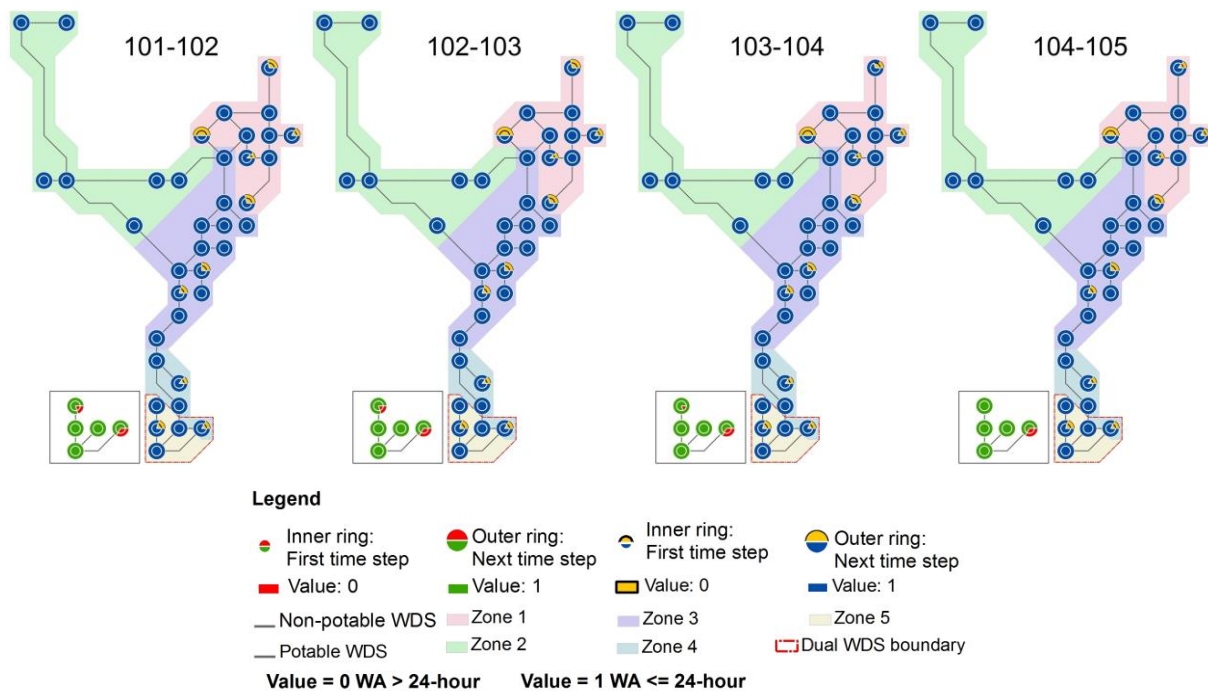 101-102
102-103
103-104
104-105
Legend
Inner ring:
First time step
Outer ring:
Next time step
Inner ring:
First time step
Outer ring:
Next time step
Value: 0
Value: 1
Value: 0
Value: 1
Non-potable WDS
Zone 1
Zone 3
Zone 5
Potable WDS
Zone 2
Zone 4
Dual WDS boundary
Value = 0 WA > 24-hour
Value = 1 WA <= 24-hour